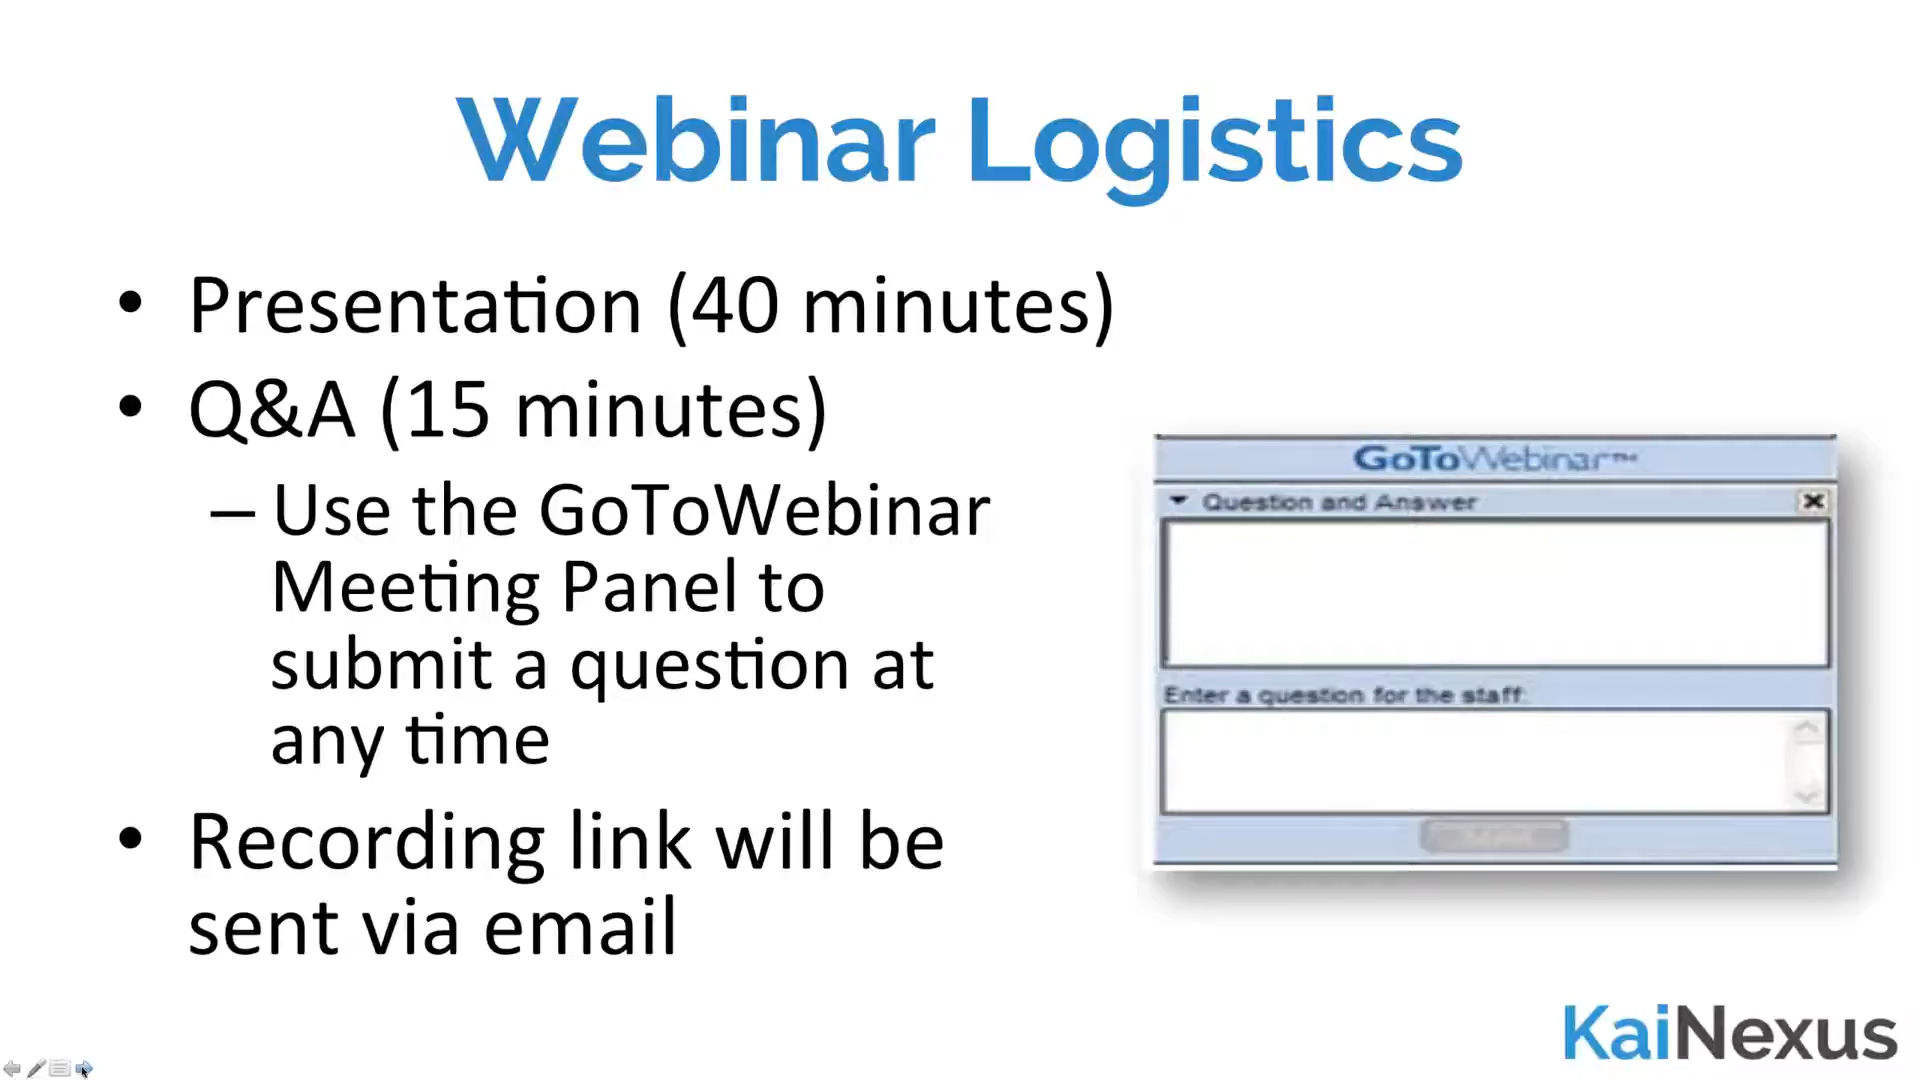 Webinar Logistics
• Presentation (40 minutes)
• Q&A (15 minutes)
– Use the GoToWebinar
Meeting Panel to
submit a question at
any time
• Recording link will be
sent via email
GoToWebinar™
Question and Answer
Enter a question for the staff:
KaiNexus